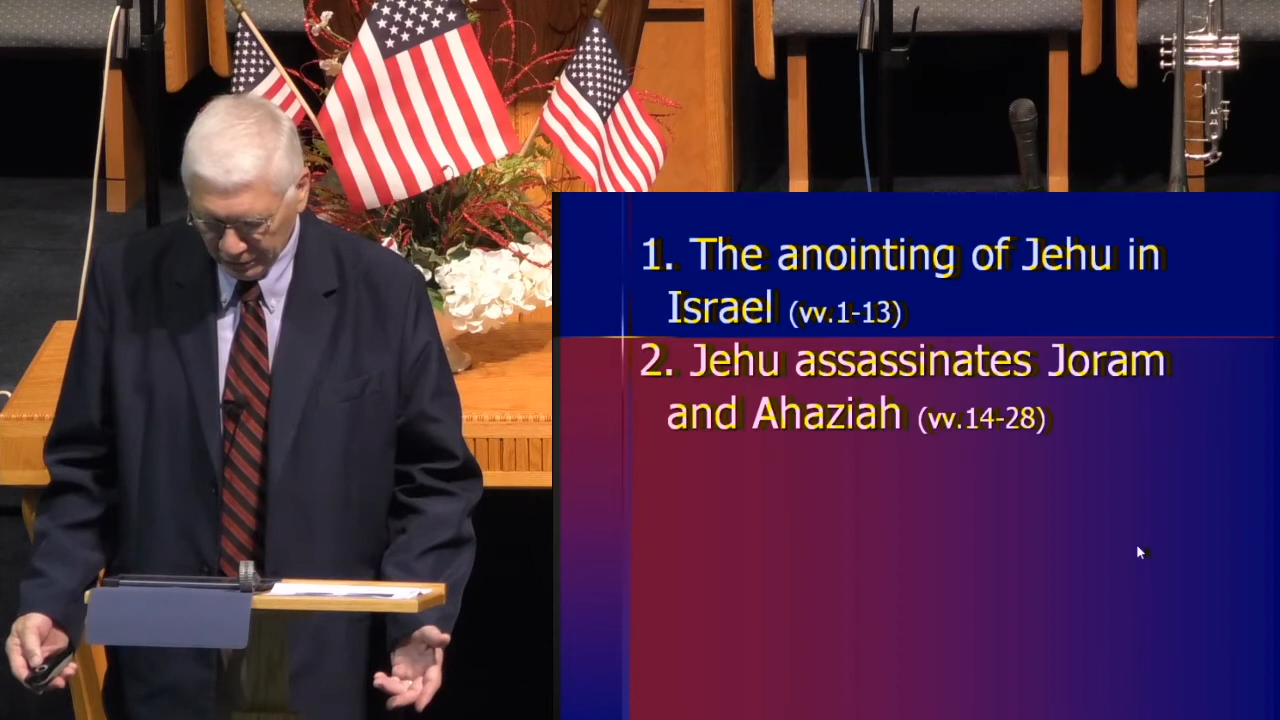 1. The anointing of Jehu in
Israel (vv.1-13)
2. Jehu assassinates Joram
and Ahaziah (vv.14-28)